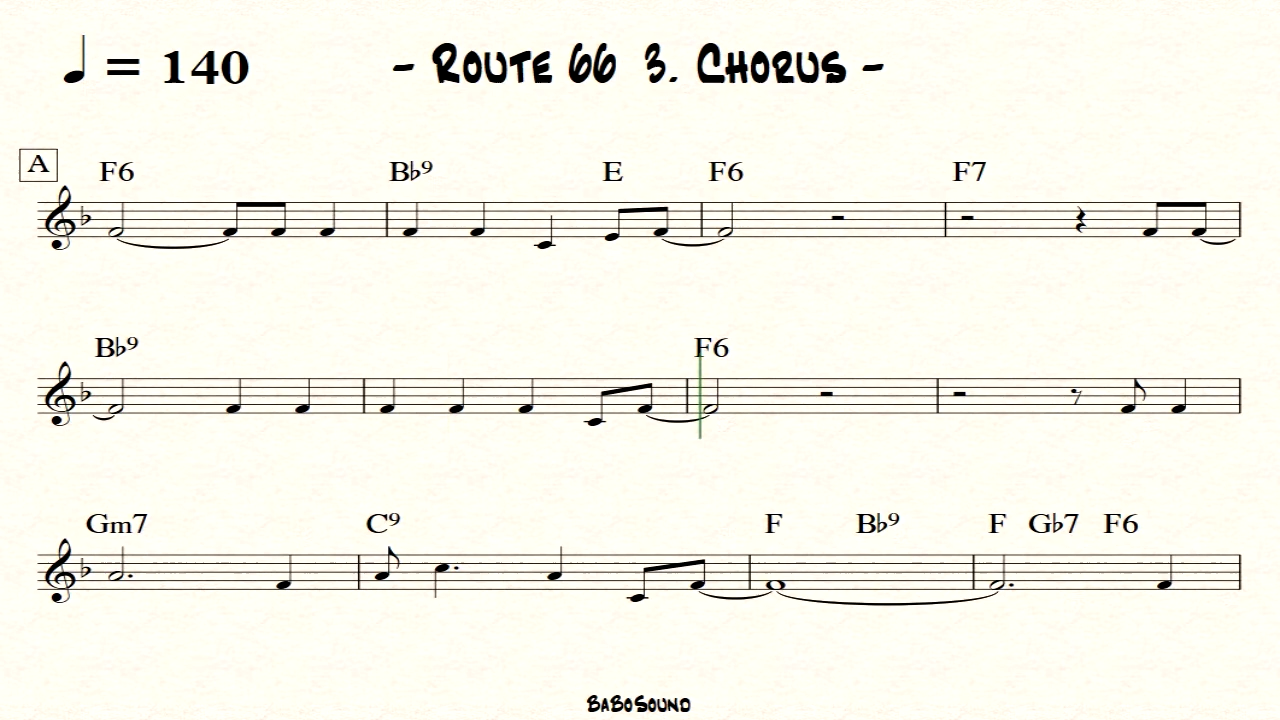 = 140 - Route 66 3. Chorus -
A F6 B♭9 E F6 F7
B♭9 F6
Gm7 C9 F B♭9 F G♭7 F6
BaBoSound